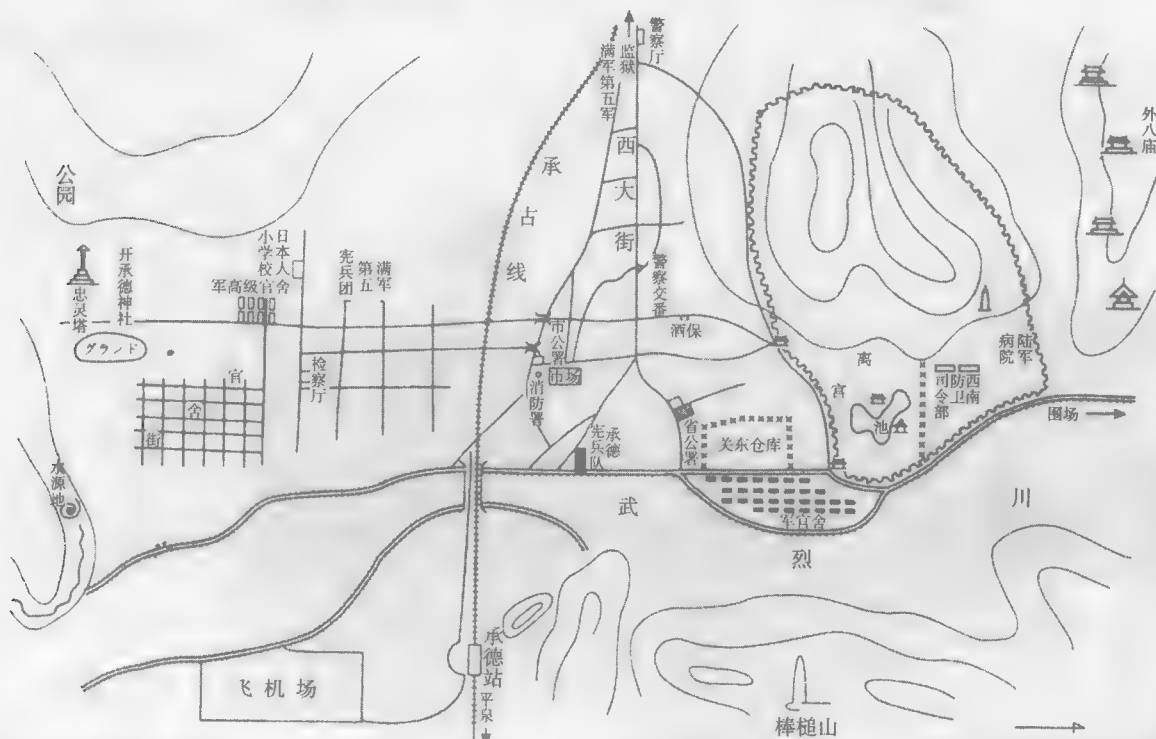 警察厅
监狱
满军第五军
西大街
承占线
警察交番
外八庙
公园
忠灵塔
开承德神社
グランド
日本人
小学校
官舍
军高级
满军
第五
宪兵团
检察厅
官舍街
水源地
市公署
市场
消防署
酒保
承德
宪兵队
省公署
关东仓库
离宫
池
陆军
病院
西南
防卫
司令部
围场
军官舍
武烈川
承德站
平泉
飞机场
棒槌山